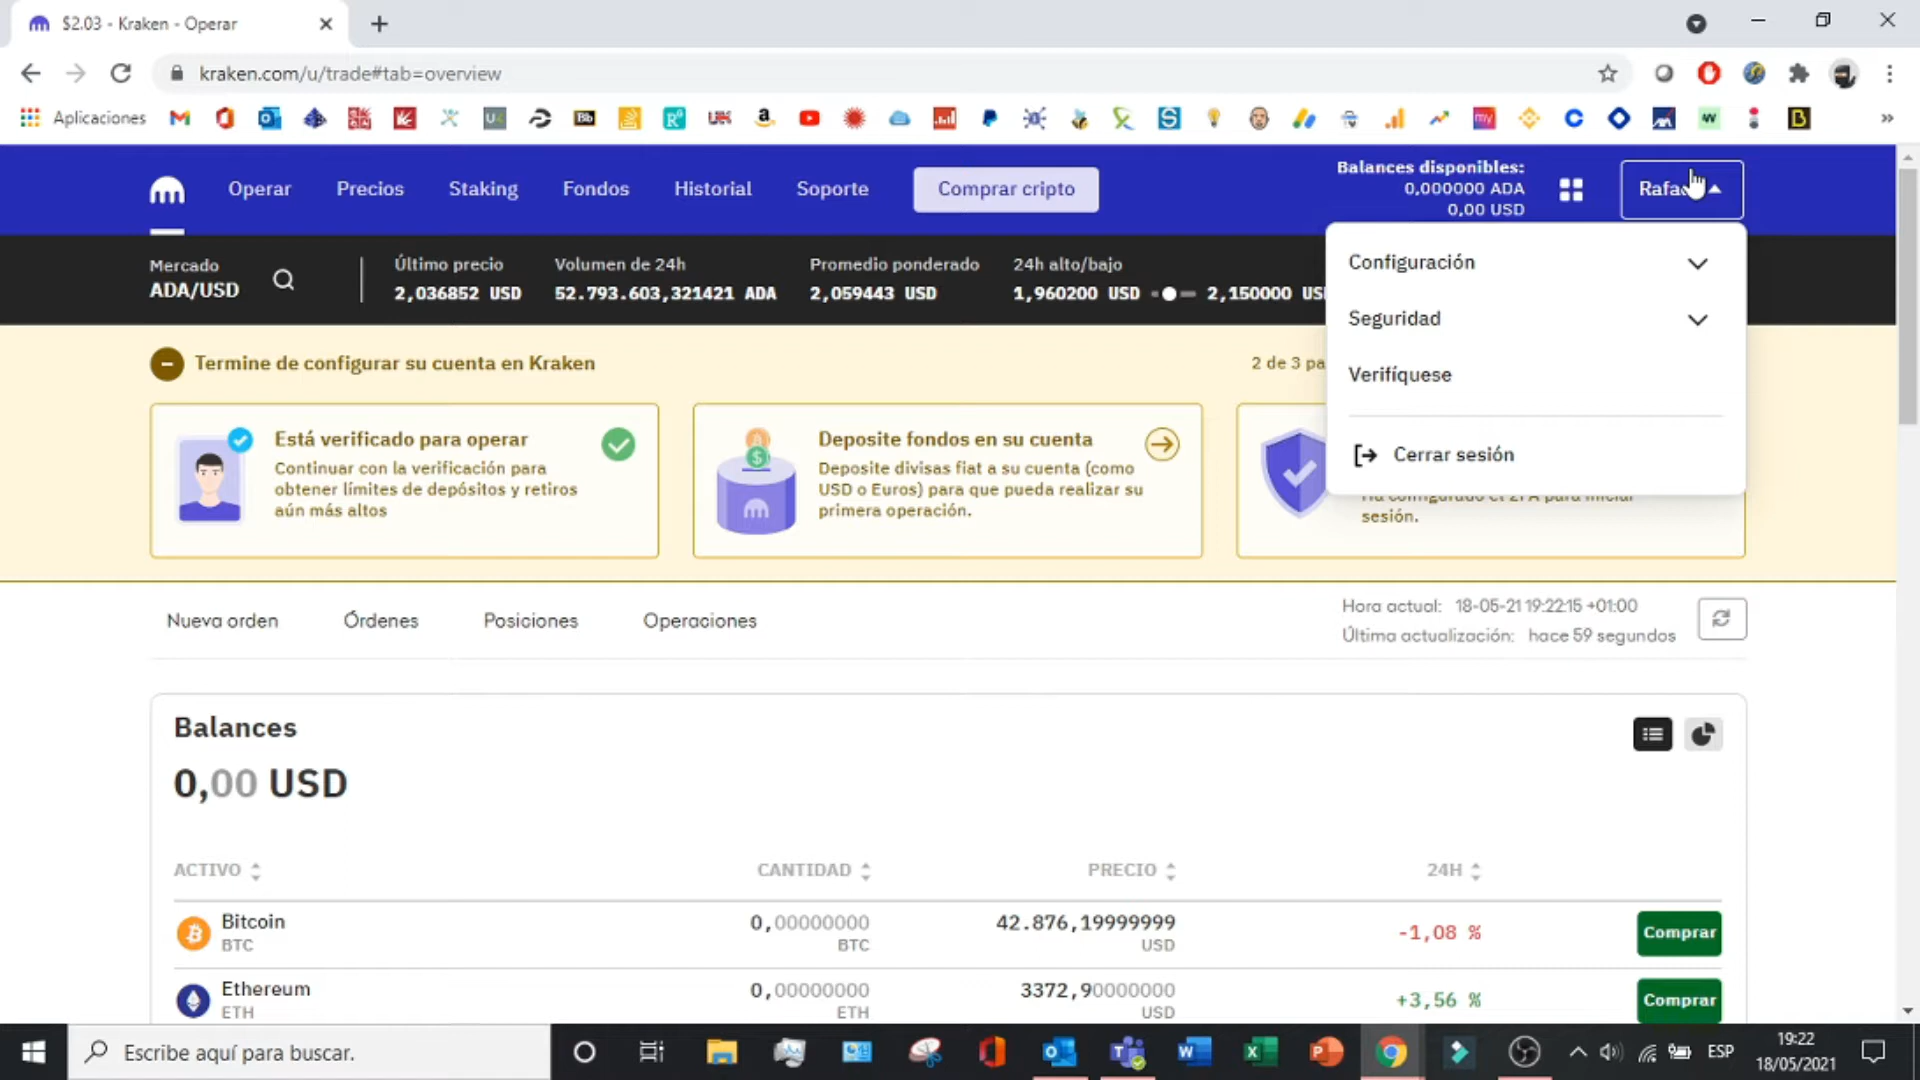 $2.03 - Kraken - Operar
kraken.com/u/trade#tab=overview
Aplicaciones
Operar
Precios
Staking
Fondos
Historial
Soporte
Comprar cripto
Balances disponibles:
0,000000 ADA
0,00 USD
Mercado
ADA/USD
Último precio
2,036852 USD
Volumen de 24h
52.793.603,321421 ADA
Promedio ponderado
2,059443 USD
24h alto/bajo
1,960200 USD
2,150000
Configuración
Seguridad
Verifíquese
Cerrar sesión
Termine de configurar su cuenta en Kraken
2 de 3
Está verificado para operar
Continuar con la verificación para
obtener límites de depósitos y retiros
aún más altos
Deposite fondos en su cuenta
Deposite divisas fiat a su cuenta (como
USD o Euros) para que pueda realizar su
primera operación.
Ha configurado el 2FA para iniciar
sesión.
Nueva orden
Órdenes
Posiciones
Operaciones
Hora actual: 18-05-21 19:22:15 +01:00
Última actualización: hace 59 segundos
Balances
0,00 USD
ACTIVO
CANTIDAD
PRECIO
24H
Bitcoin
BTC
0,00000000
BTC
42.876,19999999
USD
-1,08 %
Comprar
Ethereum
ETH
0,00000000
ETH
3372,90000000
USD
+3,56 %
Comprar
Escribe aquí para buscar.
ESP
19:22
18/05/2021